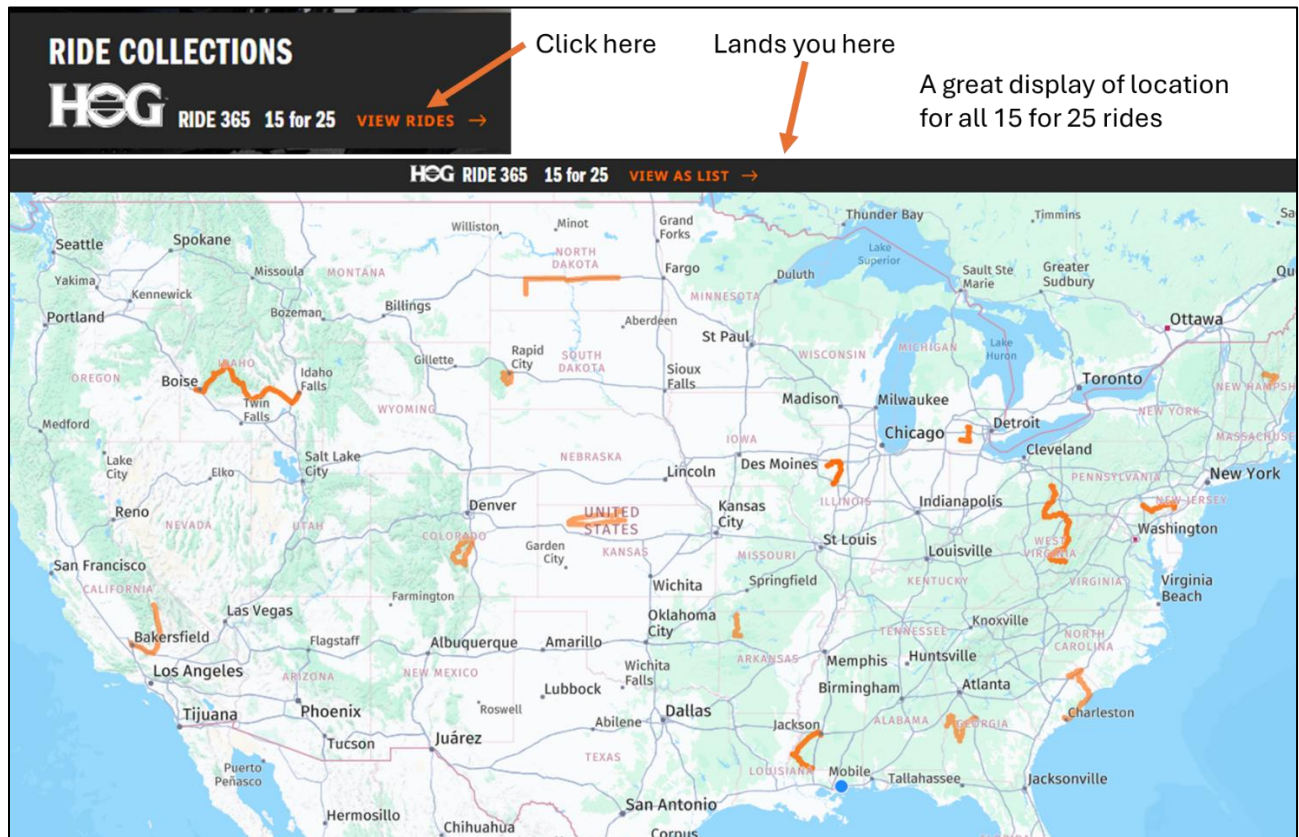 RIDE COLLECTIONS
HOG RIDE 365 15 for 25 VIEW RIDES →
Click here
Lands you here
A great display of location
for all 15 for 25 rides
HOG RIDE 365 15 for 25 VIEW AS LIST →
Thunder Bay
Timmins
Williston
Minot
Grand
Forks
Seattle
Spokane
Lake
Superior
NORTH
DAKOTA
Fargo
Duluth
Sault Ste
Marie
Greater
Sudbury
Missoula
MONTANA
Yakima
Kennewick
MINNESOTA
Bozeman
Billings
Portland
Aberdeen
Ottawa
St Paul
WISCONSIN
MICHIGAN
Lake
Huron
Gillette
Rapid
City
SOUTH
DAKOTA
IDAHO
Idaho
Falls
Sioux
Falls
OREGON
Boise
Toronto
NEW HAMPSH
Twin
Falls
WYOMING
Madison
Milwaukee
NEW YORK
Medford
Detroit
Chicago
MASSACHUSE
IOWA
Cleveland
Lake
City
Salt Lake
City
Elko
NEBRASKA
Lincoln
Des Moines
PENNSYLVANIA
New York
ILLINOIS
Indianapolis
NEW JERSEY
Reno
Denver
UNITED
STATES
Kansas
City
Washington
NEVADA
UTAH
COLORADO
Garden
City
KANSAS
MISSOURI
St Louis
Louisville
WEST
VIRGINIA
San Francisco
CALIFORNIA
Wichita
Springfield
KENTUCKY
VIRGINIA
Virginia
Beach
Farmington
Las Vegas
Oklahoma
City
Knoxville
TENNESSEE
NORTH
CAROLINA
Bakersfield
Flagstaff
Albuquerque
Amarillo
ARKANSAS
Memphis
Huntsville
Los Angeles
ARIZONA
NEW MEXICO
Wichita
Falls
Birmingham
Atlanta
Lubbock
Tijuana
Phoenix
Roswell
Abilene
Dallas
Jackson
ALABAMA
GEORGIA
Charleston
Tucson
Juárez
TEXAS
LOUISIANA
Mobile
Tallahassee
Jacksonville
Puerto
Peñasco
Hermosillo
Chihuahua
San Antonio
Corpus